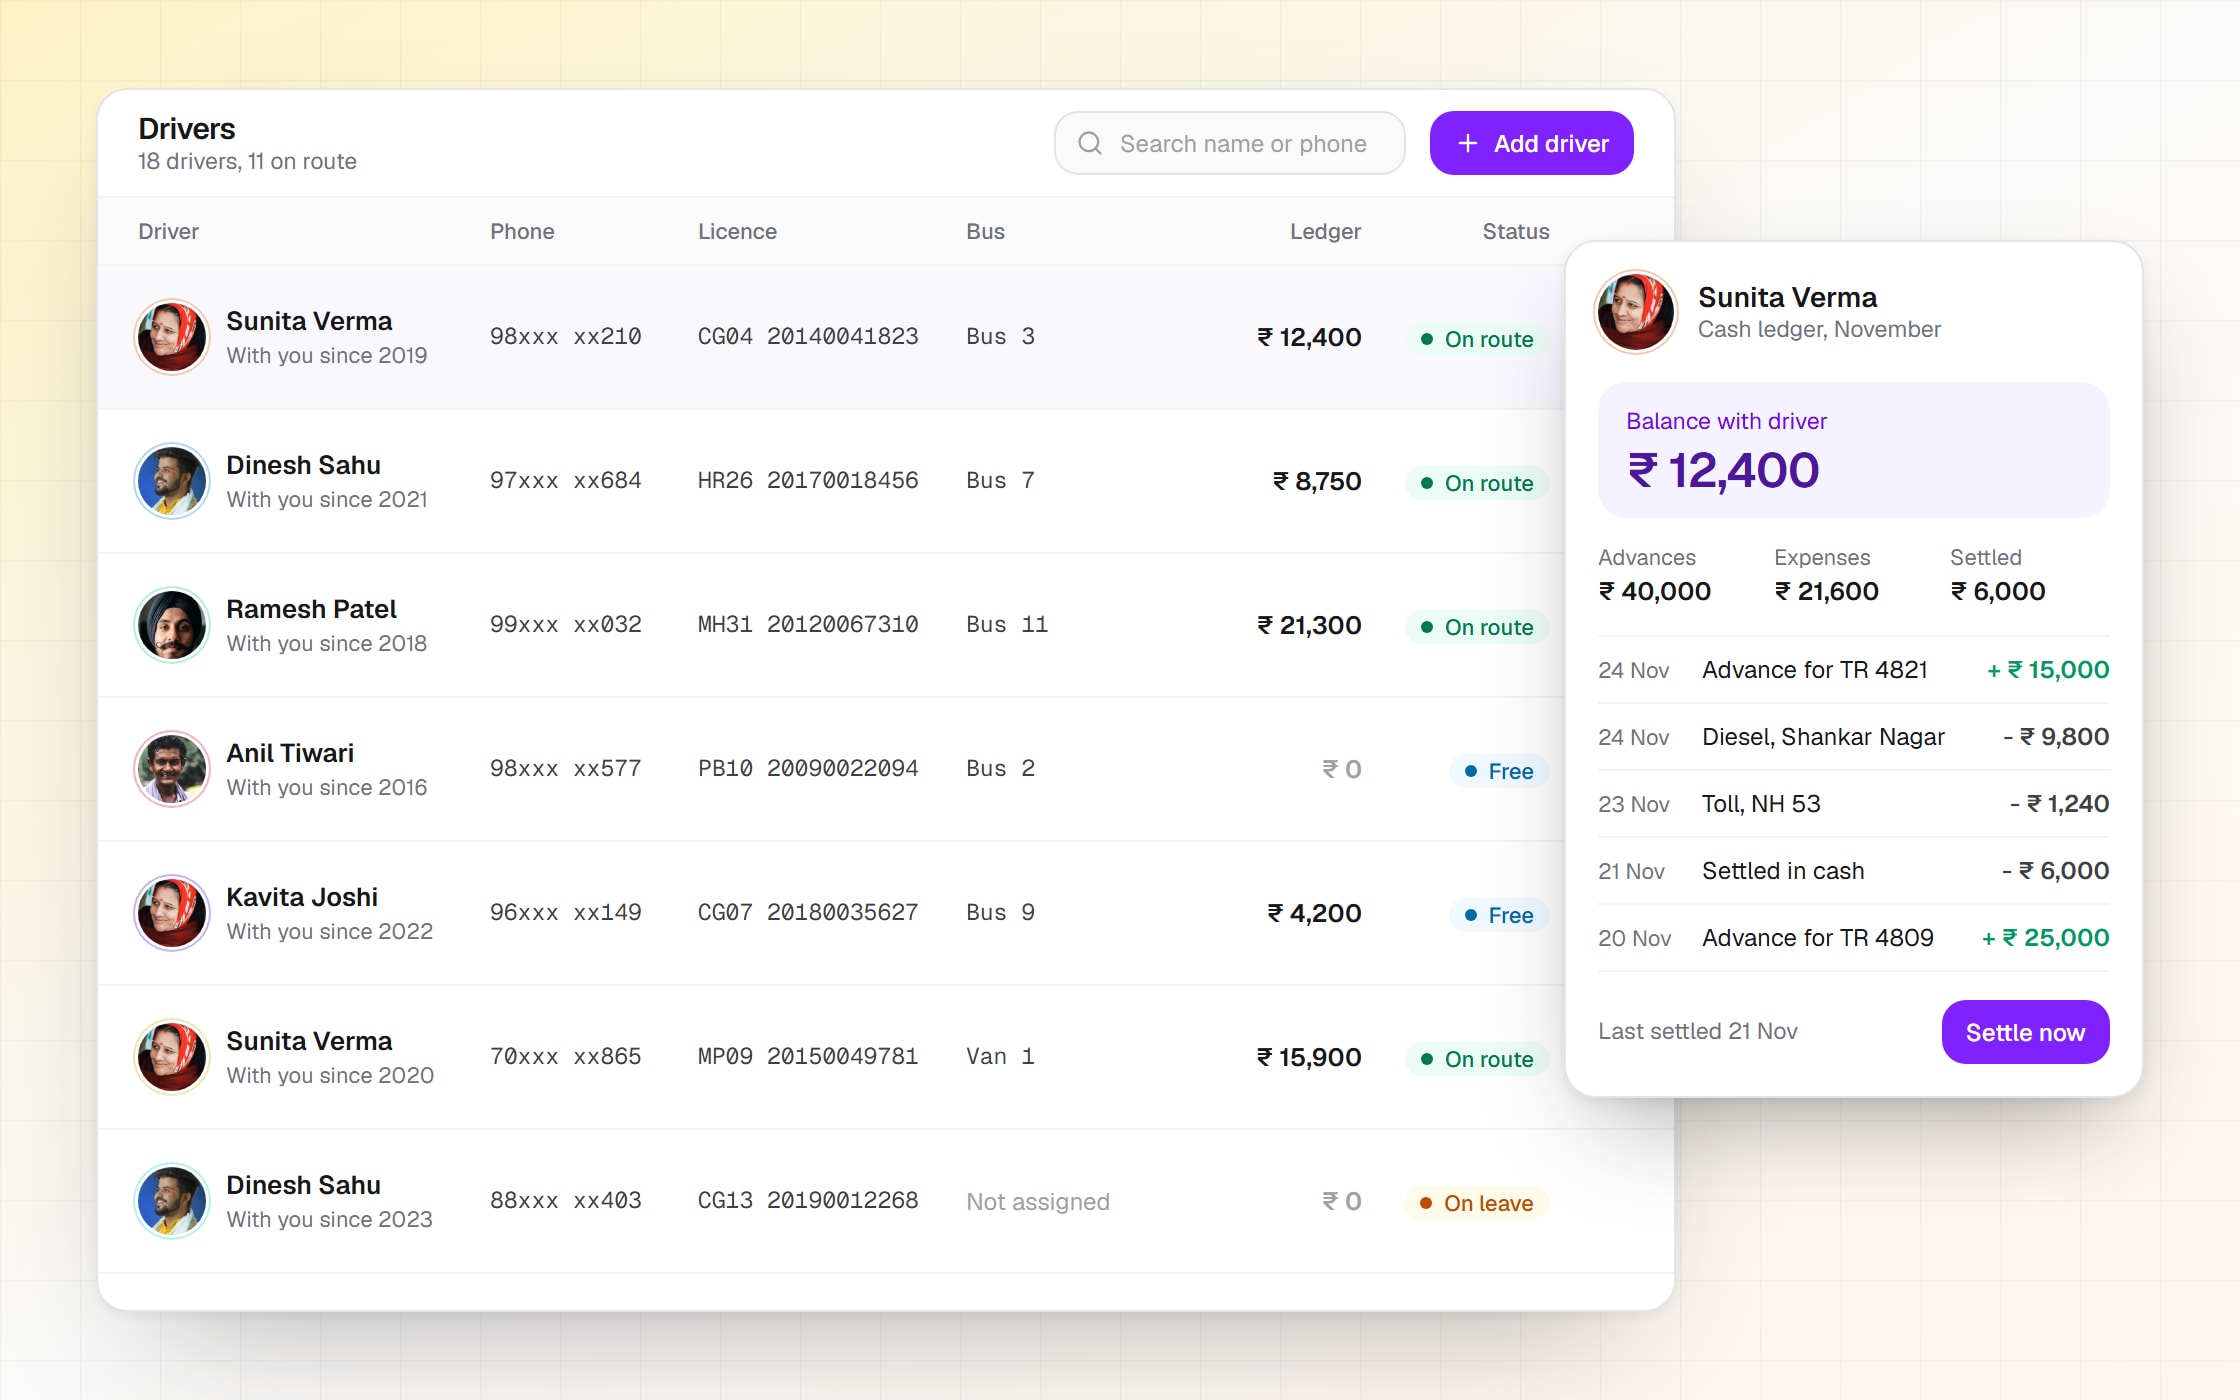 Drivers
18 drivers, 11 on route
Search name or phone
Add driver
Driver Phone Licence Bus Ledger Status
Sunita Verma
With you since 2019
98xxx xx210 CG04 20140041823 Bus 3 ₹ 12,400 On route
Dinesh Sahu
With you since 2021
97xxx xx684 HR26 20170018456 Bus 7 ₹ 8,750 On route
Ramesh Patel
With you since 2018
99xxx xx032 MH31 20120067310 Bus 11 ₹ 21,300 On route
Anil Tiwari
With you since 2016
98xxx xx577 PB10 20090022094 Bus 2 ₹ 0 Free
Kavita Joshi
With you since 2022
96xxx xx149 CG07 20180035627 Bus 9 ₹ 4,200 Free
Sunita Verma
With you since 2020
70xxx xx865 MP09 20150049781 Van 1 ₹ 15,900 On route
Dinesh Sahu
With you since 2023
88xxx xx403 CG13 20190012268 Not assigned ₹ 0 On leave
Sunita Verma
Cash ledger, November
Balance with driver
₹ 12,400
Advances Expenses Settled
₹ 40,000 ₹ 21,600 ₹ 6,000
24 Nov Advance for TR 4821 + ₹ 15,000
24 Nov Diesel, Shankar Nagar - ₹ 9,800
23 Nov Toll, NH 53 - ₹ 1,240
21 Nov Settled in cash - ₹ 6,000
20 Nov Advance for TR 4809 + ₹ 25,000
Last settled 21 Nov
Settle now